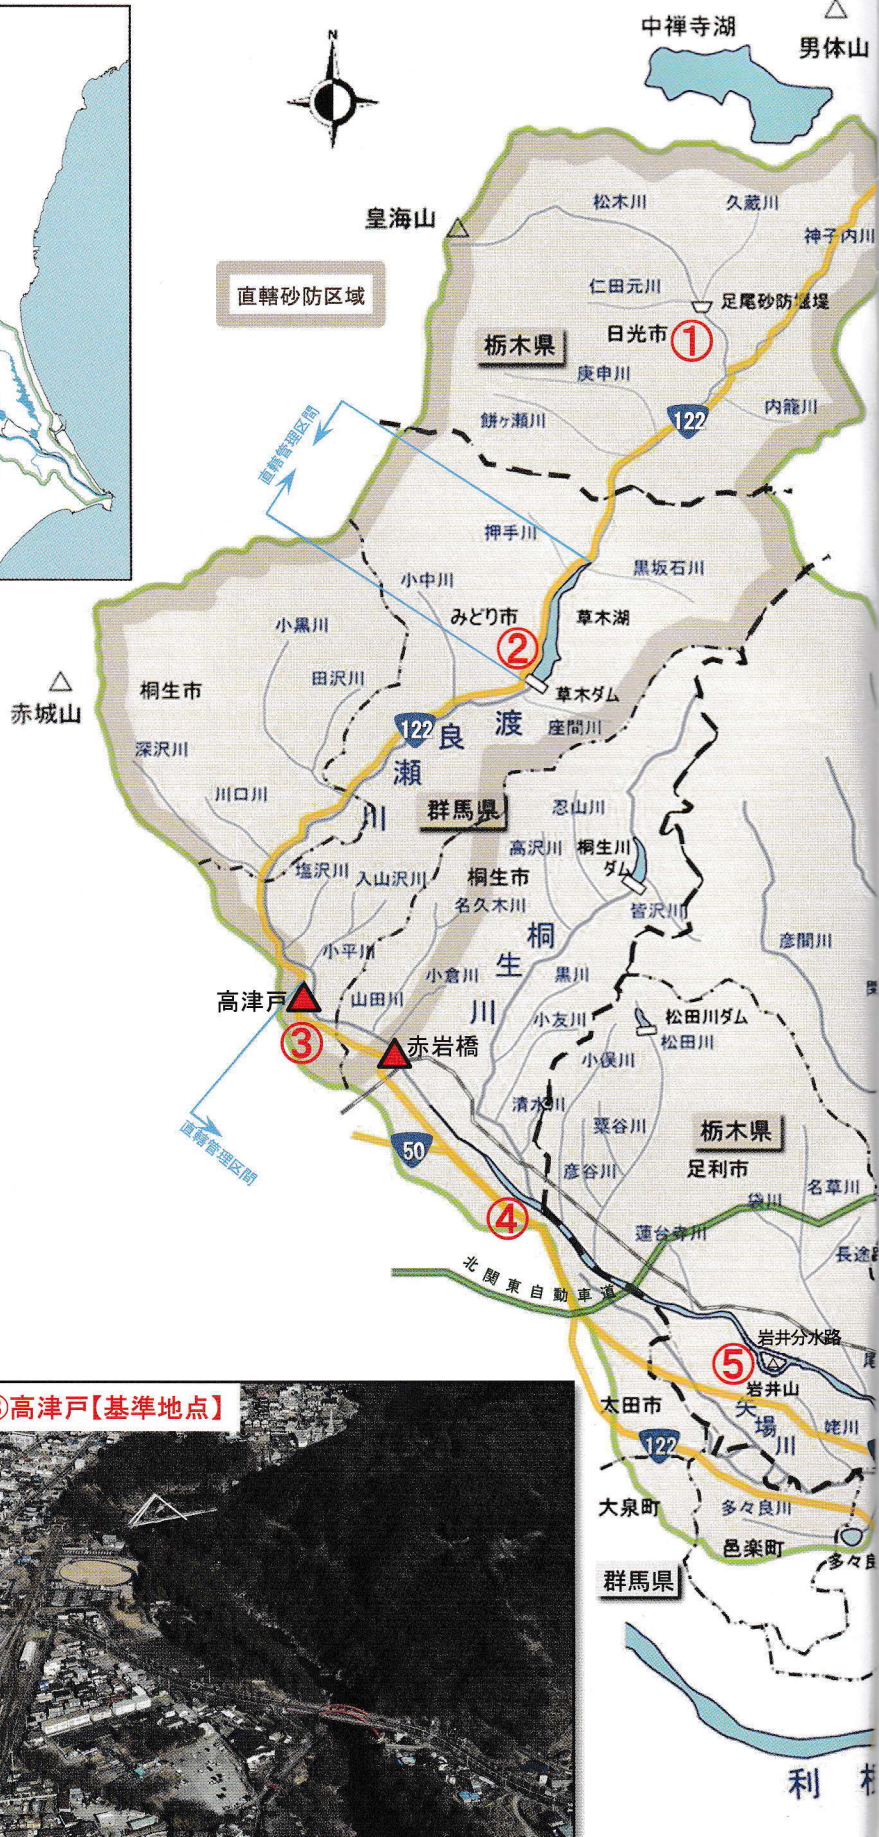 N
中禅寺湖
男体山
皇海山
松木川
久蔵川
神子内川
直轄砂防区域
仁田元川
足尾砂防堰堤
日光市
①
栃木県
庚申川
餅ヶ瀬川
122
内籠川
直轄管理区間
押手川
小中川
黒坂石川
みどり市
②
草木湖
小黒川
田沢川
草木ダム
赤城山
桐生市
122
渡
良
瀬
川
座間川
深沢川
川口川
群馬県
忍山川
高沢川
桐生川
ダム
塩沢川
入山沢川
桐生市
名久木川
皆沢川
桐
生
川
小平川
小倉川
黒川
彦間川
高津戸
山田川
小友川
松田川ダム
松田川
③
赤岩橋
小俣川
清水川
粟谷川
栃木県
足利市
直轄管理区間
50
彦谷川
袋川
名草川
④
蓮台寺川
長途
北関東自動車道
岩井分水路
⑤
岩井山
尾
太田市
矢
場
川
姥川
122
大泉町
多々良川
邑楽町
多々良
群馬県
利
高津戸【基準地点】